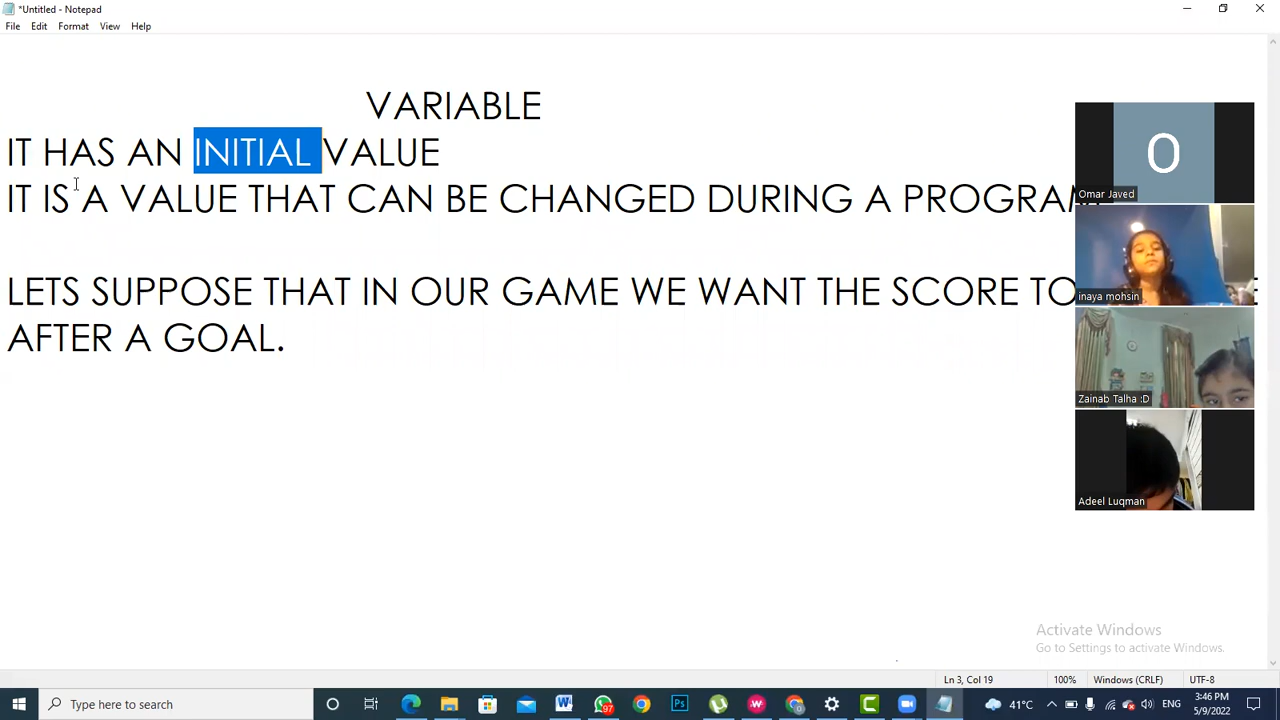 *Untitled - Notepad
File Edit Format View Help
VARIABLE
IT HAS AN INITIAL VALUE
IT IS A VALUE THAT CAN BE CHANGED DURING A PROGRAM
LETS SUPPOSE THAT IN OUR GAME WE WANT THE SCORE TO
AFTER A GOAL.
O
Omar Javed
inaya mohsin
Zainab Talha :D
Adeel Luqman
Activate Windows
Go to Settings to activate Windows.
Ln 3, Col 19 100% Windows (CRLF) UTF-8
Type here to search
W
97
Ps
W
41°C
ENG
3:46 PM
5/9/2022